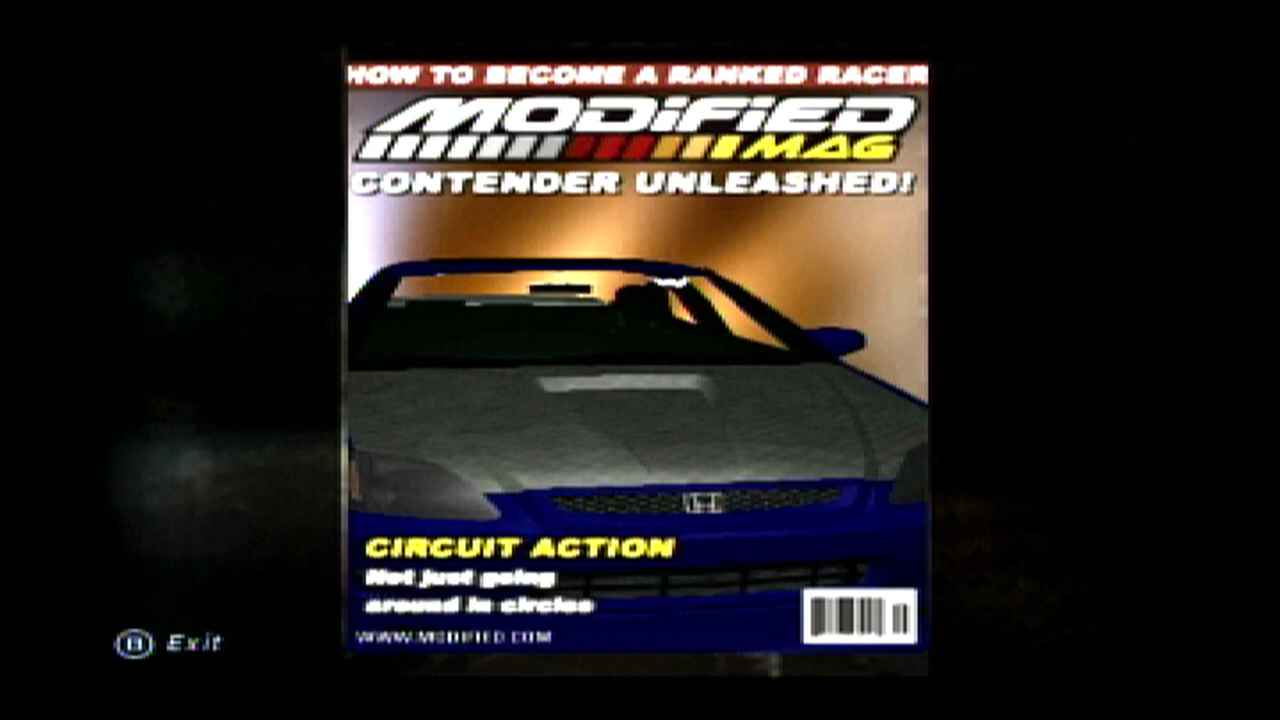 HOW TO BECOME A RANKED RACER
MODiFiED
MAG
CONTENDER UNLEASHED!
CIRCUIT ACTION
Not just going
around in circles
WWW.MODIFIED.COM
B Exit